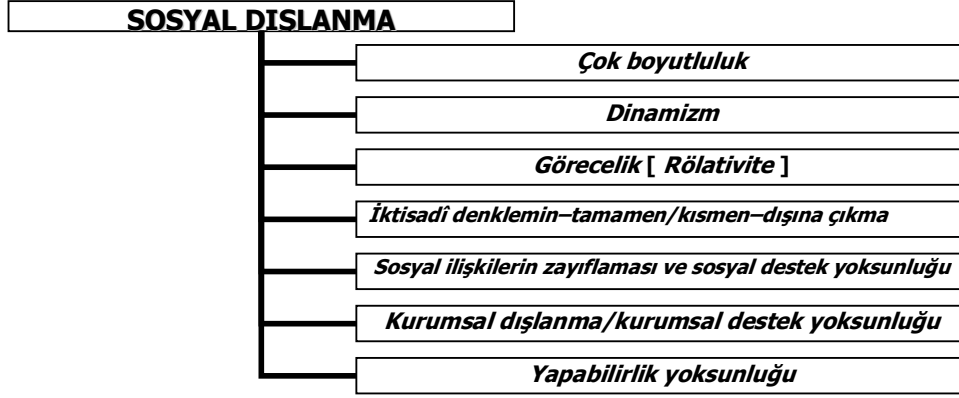 SOSYAL DIŞLANMA
Çok boyutluluk
Dinamizm
Görecelik [ Rölativite ]
İktisadî denklemin–tamamen/kısmen–dışına çıkma
Sosyal ilişkilerin zayıflaması ve sosyal destek yoksunluğu
Kurumsal dışlanma/kurumsal destek yoksunluğu
Yapabilirlik yoksunluğu